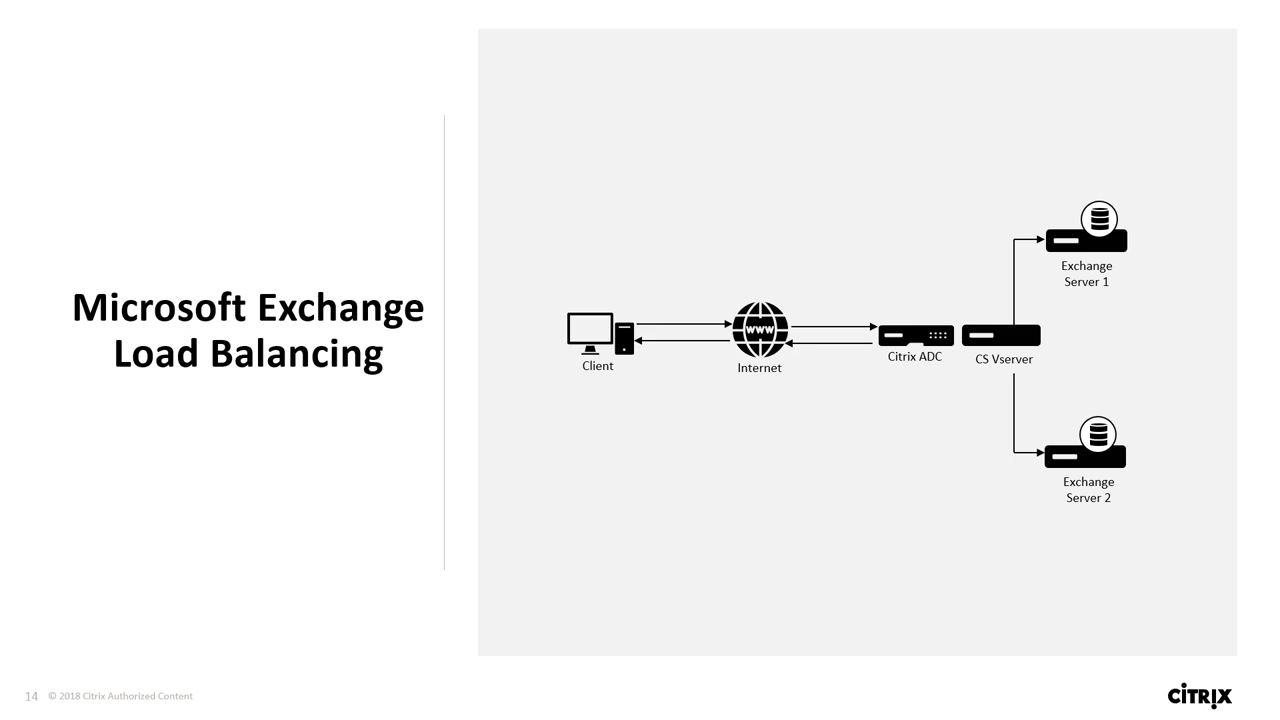 Microsoft Exchange
Load Balancing
Client
www
Internet
Citrix ADC
CS Vserver
Exchange
Server 1
Exchange
Server 2
14 © 2018 Citrix Authorized Content
CITRIX